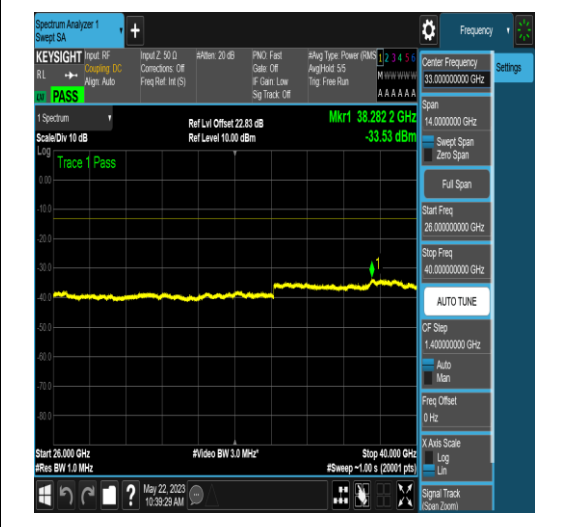 Spectrum Analyzer 1
Swept SA
Frequency
KEYSIGHT
Input: RF
Coupling: DC
Align: Auto
Input Z: 50 Ω
Corrections: Off
Freq Ref: Int (S)
#Atten: 20 dB
PNO: Fast
Gate: Off
IF Gain: Low
Sig Track: Off
#Avg Type: Power (RMS
Avg|Hold: 5/5
Trig: Free Run
1 2 3 4 5 6
M W W W W W
A A A A A A
RL
PASS
Center Frequency
33.000000000 GHz
Settings
Span
14.0000000 GHz
Swept Span
Zero Span
Full Span
Start Freq
26.000000000 GHz
Stop Freq
40.000000000 GHz
AUTO TUNE
CF Step
1.400000000 GHz
Auto
Man
Freq Offset
0 Hz
X Axis Scale
Log
Lin
Signal Track
(Span Zoom)
1 Spectrum
Scale/Div 10 dB
Ref Lvl Offset 22.83 dB
Ref Level 10.00 dBm
Mkr1 38.282 2 GHz
-33.53 dBm
Log
Trace 1 Pass
0.00
-10.0
-20.0
-30.0
-40.0
-50.0
-60.0
-70.0
-80.0
1
Start 26.000 GHz
#Res BW 1.0 MHz
#Video BW 3.0 MHz*
Stop 40.000 GHz
#Sweep ~1.00 s (20001 pts)
May 22, 2023
10:39:29 AM